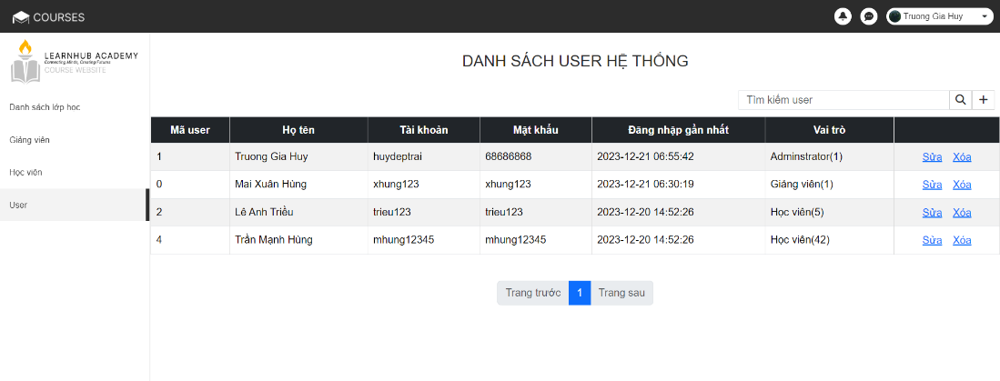 COURSES
Truong Gia Huy
LEARNHUB ACADEMY
Connecting Minds, Creating Futures
COURSE WEBSITE
Danh sách lớp học
Giảng viên
Học viên
User
DANH SÁCH USER HỆ THỐNG
Tìm kiếm user
Mã user Họ tên Tài khoản Mật khẩu Đăng nhập gần nhất Vai trò
1 Truong Gia Huy huydeptrai 68686868 2023-12-21 06:55:42 Adminstrator(1) Sửa Xóa
0 Mai Xuân Hùng xhung123 xhung123 2023-12-21 06:30:19 Giảng viên(1) Sửa Xóa
2 Lê Anh Triều trieu123 trieu123 2023-12-20 14:52:26 Học viên(5) Sửa Xóa
4 Trần Mạnh Hùng mhung12345 mhung12345 2023-12-20 14:52:26 Học viên(42) Sửa Xóa
Trang trước 1 Trang sau